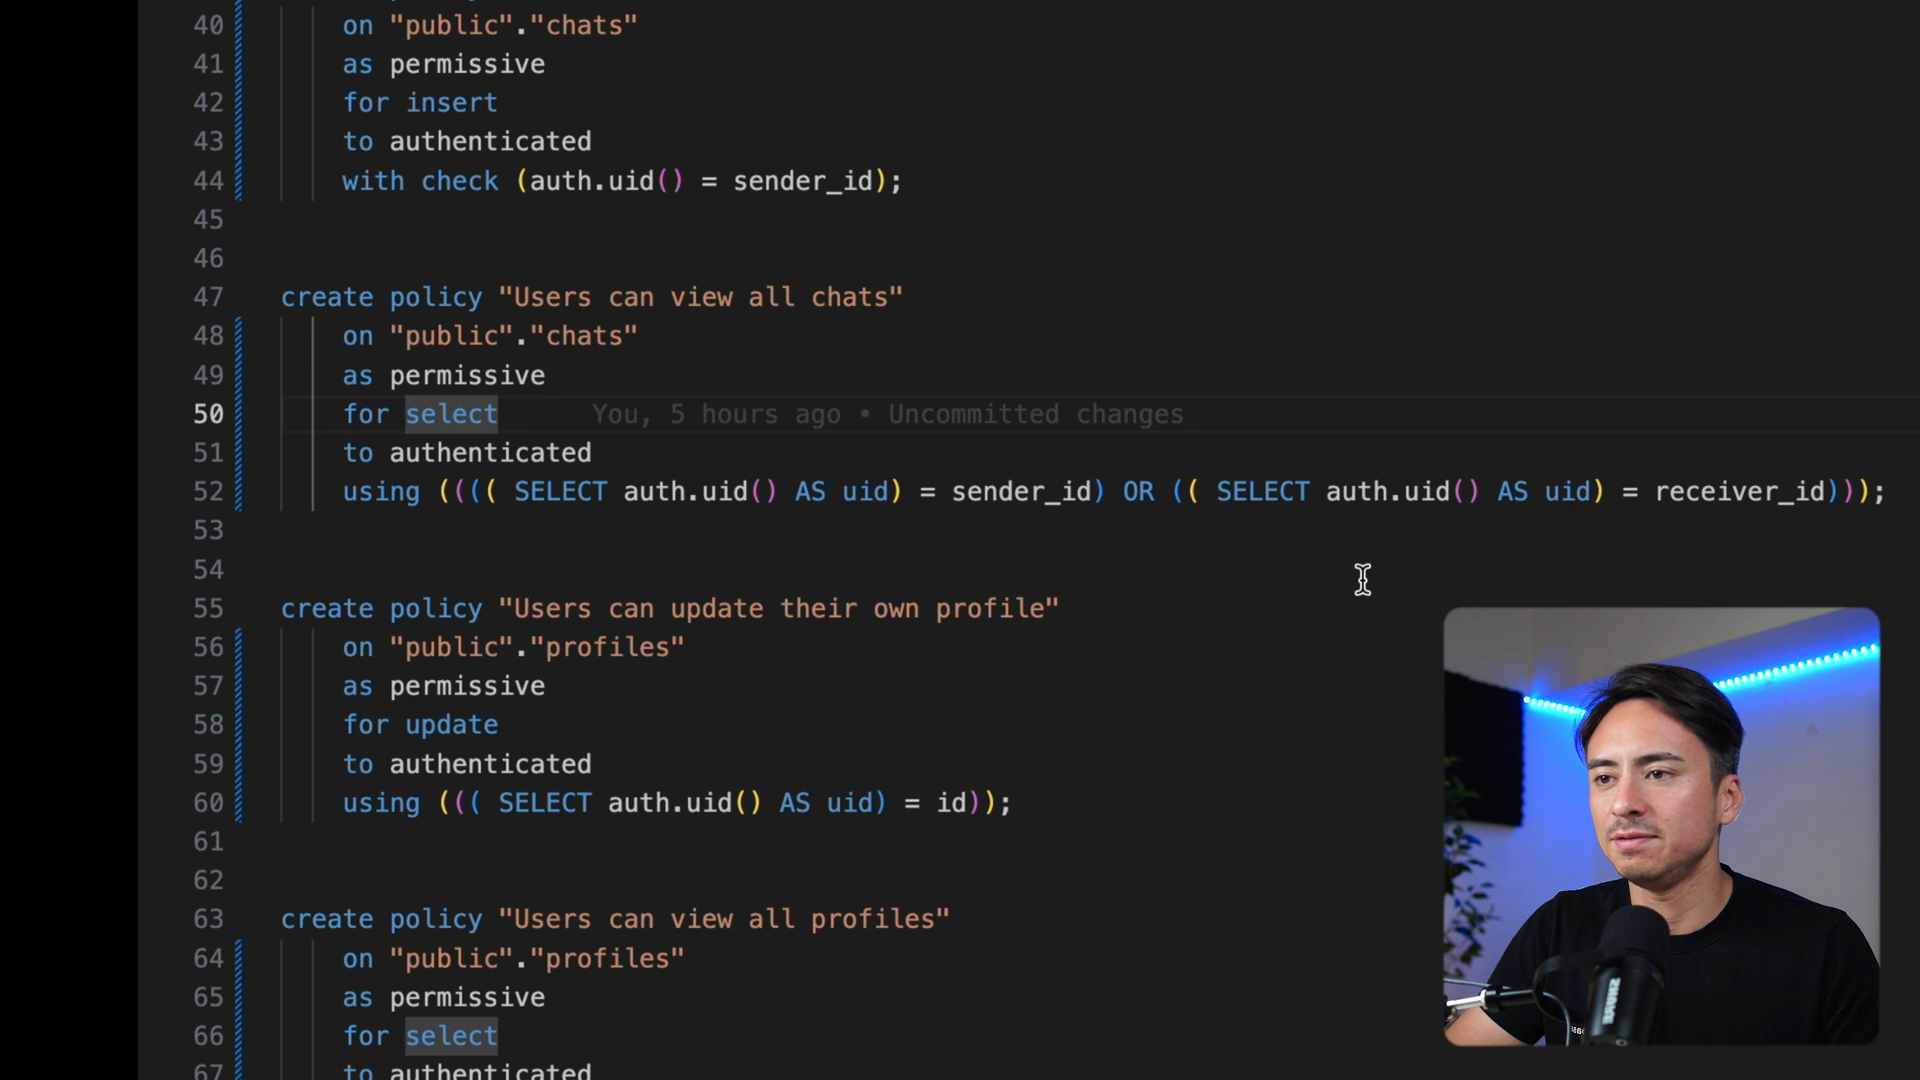 40 on "public"."chats"
41 as permissive
42 for insert
43 to authenticated
44 with check (auth.uid() = sender_id);
45
46
47 create policy "Users can view all chats"
48 on "public"."chats"
49 as permissive
50 for select You, 5 hours ago • Uncommitted changes
51 to authenticated
52 using (((( SELECT auth.uid() AS uid) = sender_id) OR (( SELECT auth.uid() AS uid) = receiver_id)));
53
54
55 create policy "Users can update their own profile"
56 on "public"."profiles"
57 as permissive
58 for update
59 to authenticated
60 using ((( SELECT auth.uid() AS uid) = id));
61
62
63 create policy "Users can view all profiles"
64 on "public"."profiles"
65 as permissive
66 for select
67 to authenticated
SHURE